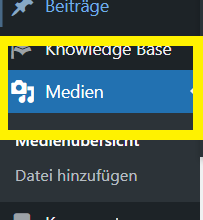 Beiträge
Knowledge Base
Medien
Medienübersicht
Datei hinzufügen